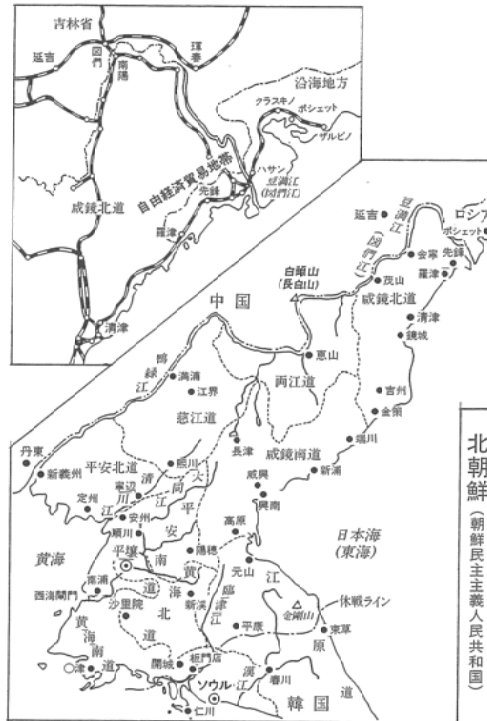 吉林省
延吉
図們
南陽
琿春
沿海地方
クラスキノ
ポシェット
ザルビノ
ハサン
豆満江
(図們江)
自由経済貿易地帯
先鋒
羅津
咸鏡北道
清津
延吉
豆満江
(図們江)
ロシア
ポシェット
会寧
先鋒
羅津
茂山
白頭山
(長白山)
咸鏡北道
清津
鏡城
中国
恵山
両江道
鴨緑江
満浦
江界
慈江道
吉州
金策
端川
長津
咸鏡南道
新浦
丹東
新義州
平安北道
熙川
清川江
大同江
寧辺
定州
安州
順川
咸興
興南
高原
日本海
(東海)
平安南道
黄海
平壌
陽徳
元山
南浦
西海閘門
黄海北道
沙里院
新渓
臨津江
江原道
金剛山
休戦ライン
平康
束草
黄海南道
開城
板門店
漢江
春川
津
ソウル
仁川
韓国
北朝鮮
(朝鮮民主主義人民共和国)